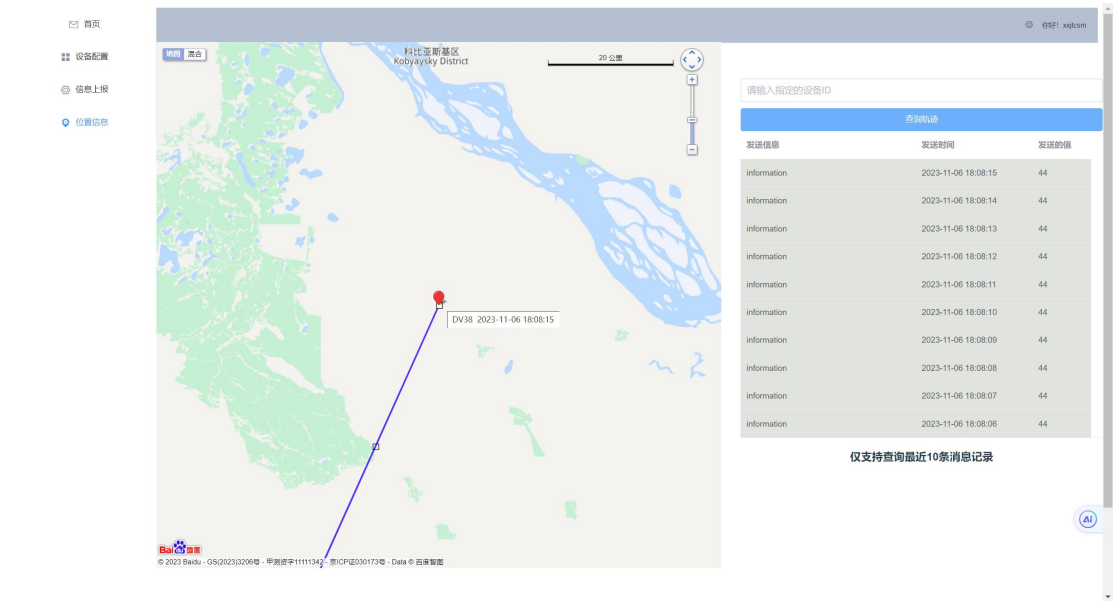 首页
设备配置
信息上报
位置信息
你好！xxjtcsm
地图 混合
科比亚斯基区
Kobyaysky District
20 公里
DV38 2023-11-06 18:08:15
Bai 地图
© 2023 Baidu - GS(2023)3206号 - 甲测资字11111342 - 京ICP证030173号 - Data © 百度智图
请输入指定的设备ID
查询轨迹
发送信息 发送时间 发送的值
information 2023-11-06 18:08:15 44
information 2023-11-06 18:08:14 44
information 2023-11-06 18:08:13 44
information 2023-11-06 18:08:12 44
information 2023-11-06 18:08:11 44
information 2023-11-06 18:08:10 44
information 2023-11-06 18:08:09 44
information 2023-11-06 18:08:08 44
information 2023-11-06 18:08:07 44
information 2023-11-06 18:08:06 44
仅支持查询最近10条消息记录
Ai